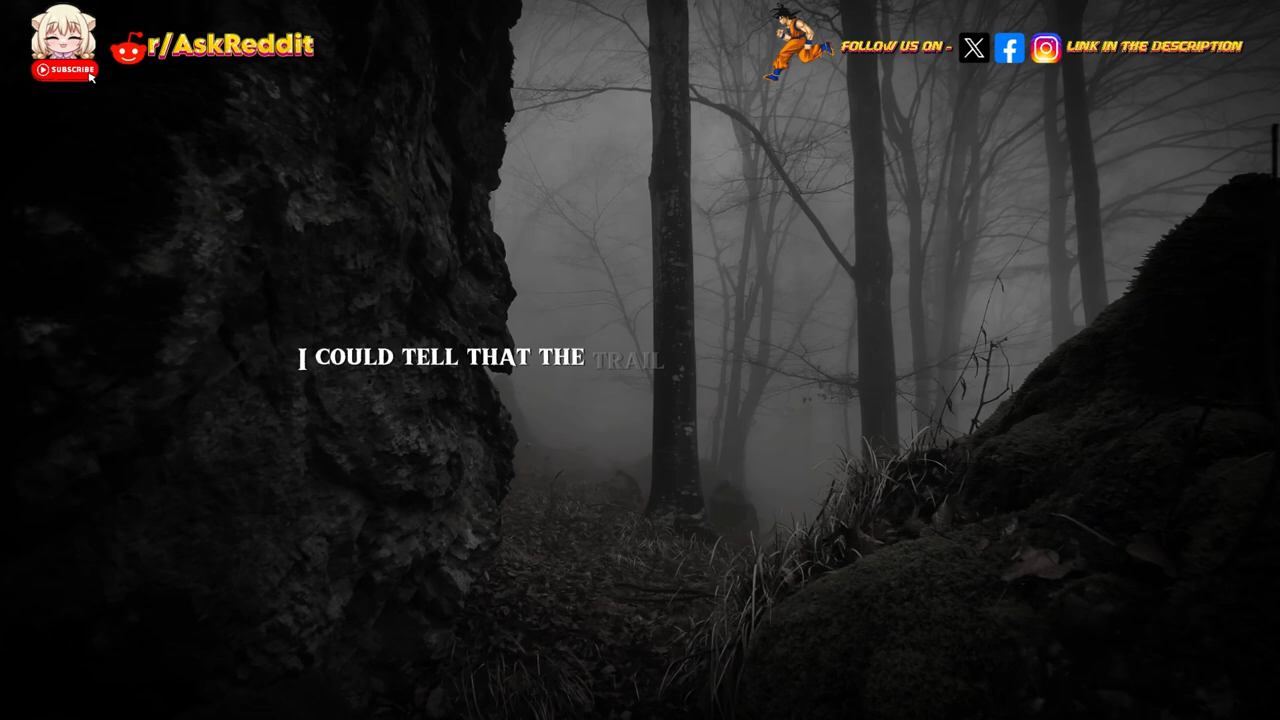 r/AskReddit
SUBSCRIBE
FOLLOW US ON -
LINK IN THE DESCRIPTION
I COULD TELL THAT THE TRAIL